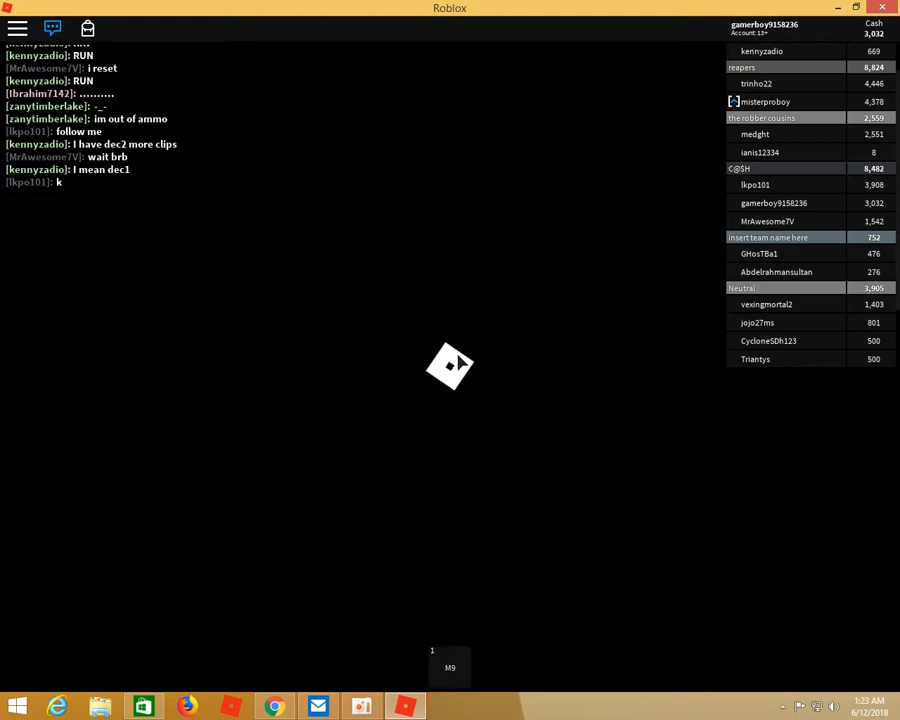 Roblox
gamerboy9158236
Account: 13+
Cash
3,032
[kennyzadio]: RUN
[MrAwesome7V]: i reset
[kennyzadio]: RUN
[Ibrahim7142]: ..........
[zanytimberlake]: -_-
[zanytimberlake]: im out of ammo
[lkpo101]: follow me
[kennyzadio]: I have dec2 more clips
[MrAwesome7V]: wait brb
[kennyzadio]: I mean dec1
[lkpo101]: k
kennyzadio 669
reapers 8,824
trinho22 4,446
misterproboy 4,378
the robber cousins 2,559
medght 2,551
ianis12334 8
C@$H 8,482
lkpo101 3,908
gamerboy9158236 3,032
MrAwesome7V 1,542
insert team name here 752
GHosTBa1 476
Abdelrahmansultan 276
Neutral 3,905
vexingmortal2 1,403
jojo27ms 801
CycloneSDh123 500
Triantys 500
1
M9
1:23 AM
6/12/2018